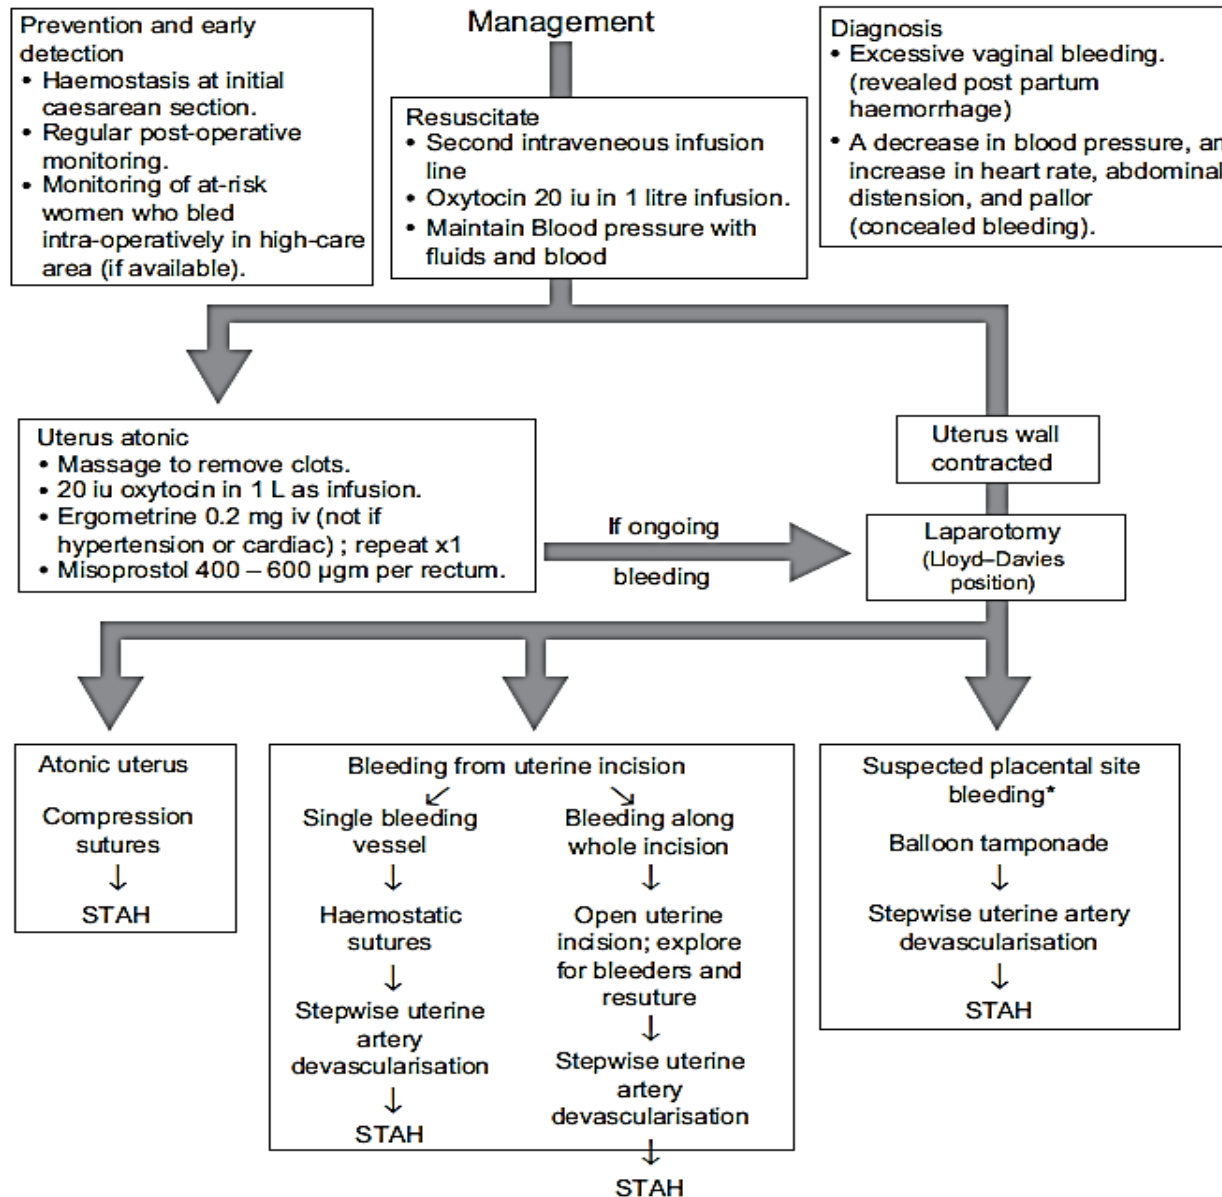 Management
Prevention and early
detection
• Haemostasis at initial
caesarean section.
• Regular post-operative
monitoring.
• Monitoring of at-risk
women who bled
intra-operatively in high-care
area (if available).
Resuscitate
• Second intraveneous infusion
line
• Oxytocin 20 iu in 1 litre infusion.
• Maintain Blood pressure with
fluids and blood
Diagnosis
• Excessive vaginal bleeding.
(revealed post partum
haemorrhage)
• A decrease in blood pressure, an
increase in heart rate, abdominal
distension, and pallor
(concealed bleeding).
Uterus atonic
• Massage to remove clots.
• 20 iu oxytocin in 1 L as infusion.
• Ergometrine 0.2 mg iv (not if
hypertension or cardiac) ; repeat x1
• Misoprostol 400 – 600 µgm per rectum.
If ongoing
bleeding
Uterus wall
contracted
Laparotomy
(Lloyd–Davies
position)
Atonic uterus
Compression
sutures
↓
STAH
Bleeding from uterine incision
↙ ↘
Single bleeding
vessel
↓
Haemostatic
sutures
↓
Stepwise uterine
artery
devascularisation
↓
STAH
Bleeding along
whole incision
↓
Open uterine
incision; explore
for bleeders and
resuture
↓
Stepwise uterine
artery
devascularisation
↓
STAH
Suspected placental site
bleeding*
Balloon tamponade
↓
Stepwise uterine artery
devascularisation
↓
STAH